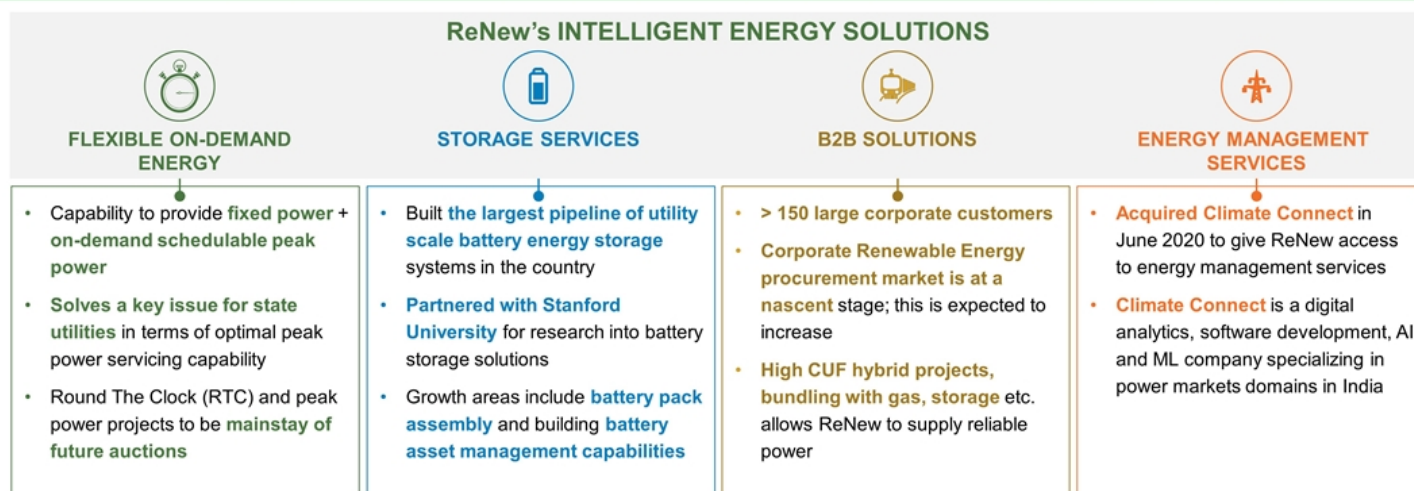 ReNew's INTELLIGENT ENERGY SOLUTIONS
FLEXIBLE ON-DEMAND
ENERGY
• Capability to provide fixed power +
on-demand schedulable peak
power
• Solves a key issue for state
utilities in terms of optimal peak
power servicing capability
• Round The Clock (RTC) and peak
power projects to be mainstay of
future auctions
STORAGE SERVICES
• Built the largest pipeline of utility
scale battery energy storage
systems in the country
• Partnered with Stanford
University for research into battery
storage solutions
• Growth areas include battery pack
assembly and building battery
asset management capabilities
B2B SOLUTIONS
• > 150 large corporate customers
• Corporate Renewable Energy
procurement market is at a
nascent stage; this is expected to
increase
• High CUF hybrid projects,
bundling with gas, storage etc.
allows ReNew to supply reliable
power
ENERGY MANAGEMENT
SERVICES
• Acquired Climate Connect in
June 2020 to give ReNew access
to energy management services
• Climate Connect is a digital
analytics, software development, AI
and ML company specializing in
power markets domains in India